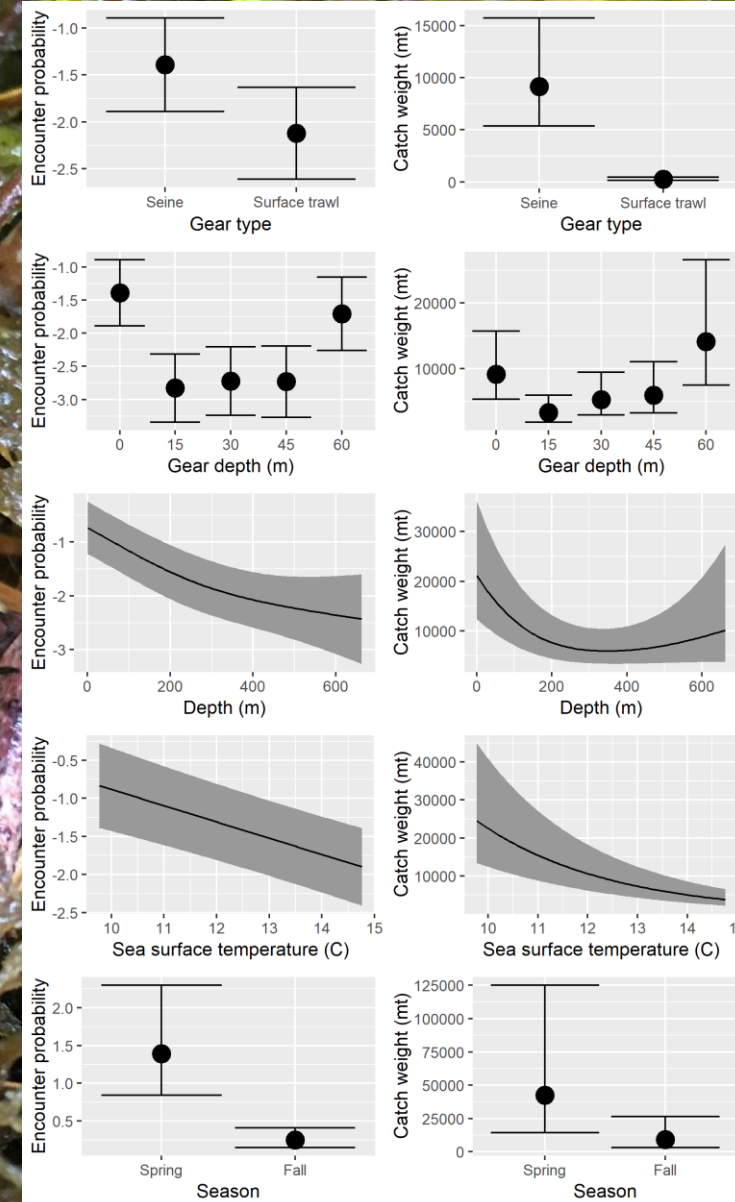 Encounter probability
-1.0
-1.5
-2.0
-2.5
Seine Surface trawl
Gear type
Catch weight (mt)
15000
10000
5000
0
Seine Surface trawl
Gear type
Encounter probability
-1.0
-1.5
-2.0
-2.5
-3.0
0 15 30 45 60
Gear depth (m)
Catch weight (mt)
20000
10000
0 15 30 45 60
Gear depth (m)
Encounter probability
-1
-2
-3
0 200 400 600
Depth (m)
Catch weight (mt)
30000
20000
10000
0 200 400 600
Depth (m)
Encounter probability
-0.5
-1.0
-1.5
-2.0
-2.5
10 11 12 13 14 15
Sea surface temperature (C)
Catch weight (mt)
40000
30000
20000
10000
10 11 12 13 14
Sea surface temperature (C)
Encounter probability
2.0
1.5
1.0
0.5
Spring Fall
Season
Catch weight (mt)
125000
100000
75000
50000
25000
0
Spring Fall
Season